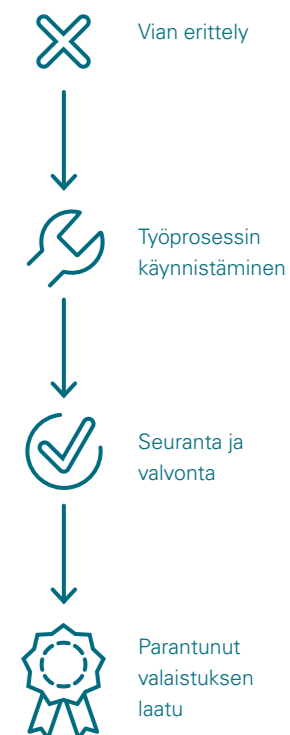 Vian erittely
Työprosessin
käynnistäminen
Seuranta ja
valvonta
Parantunut
valaistuksen
laatu